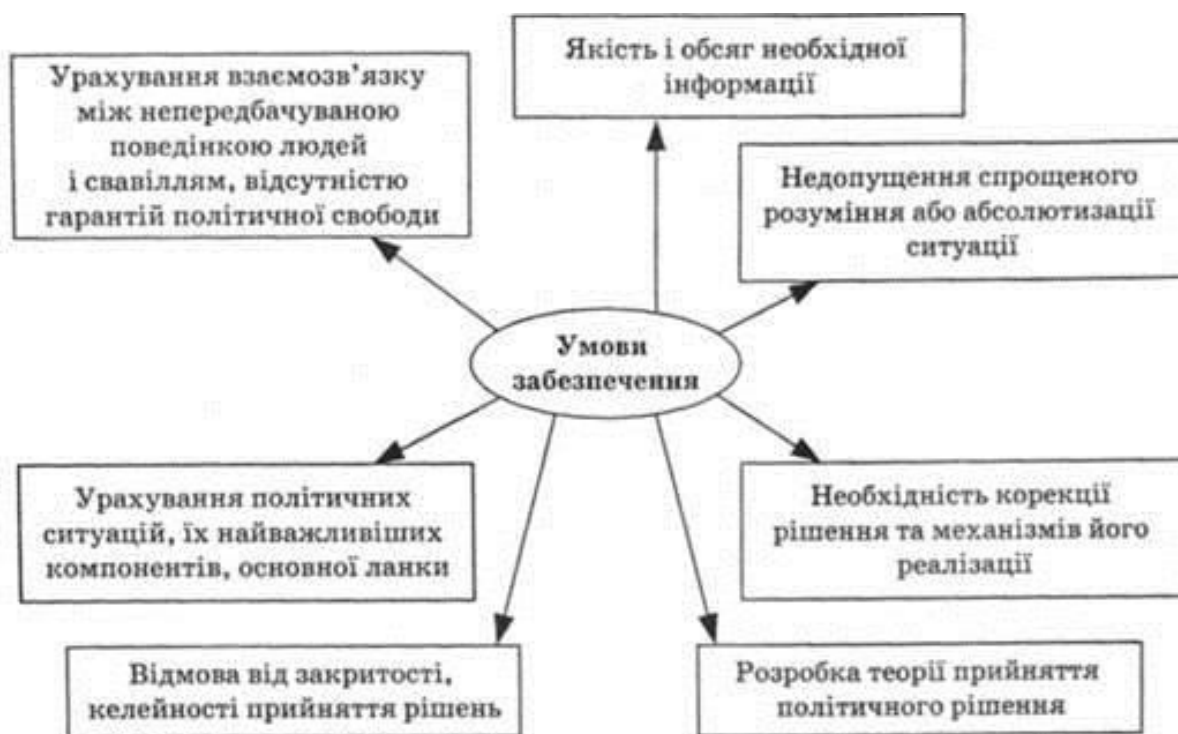 Урахування взаємозв'язку
між непередбачуваною
поведінкою людей
і свавіллям, відсутністю
гарантій політичної свободи
Якість і обсяг необхідної
інформації
Недопущення спрощеного
розуміння або абсолютизації
ситуації
Умови
забезпечення
Урахування політичних
ситуацій, їх найважливіших
компонентів, основної ланки
Необхідність корекції
рішення та механізмів його
реалізації
Відмова від закритості,
келейності прийняття рішень
Розробка теорії прийняття
політичного рішення